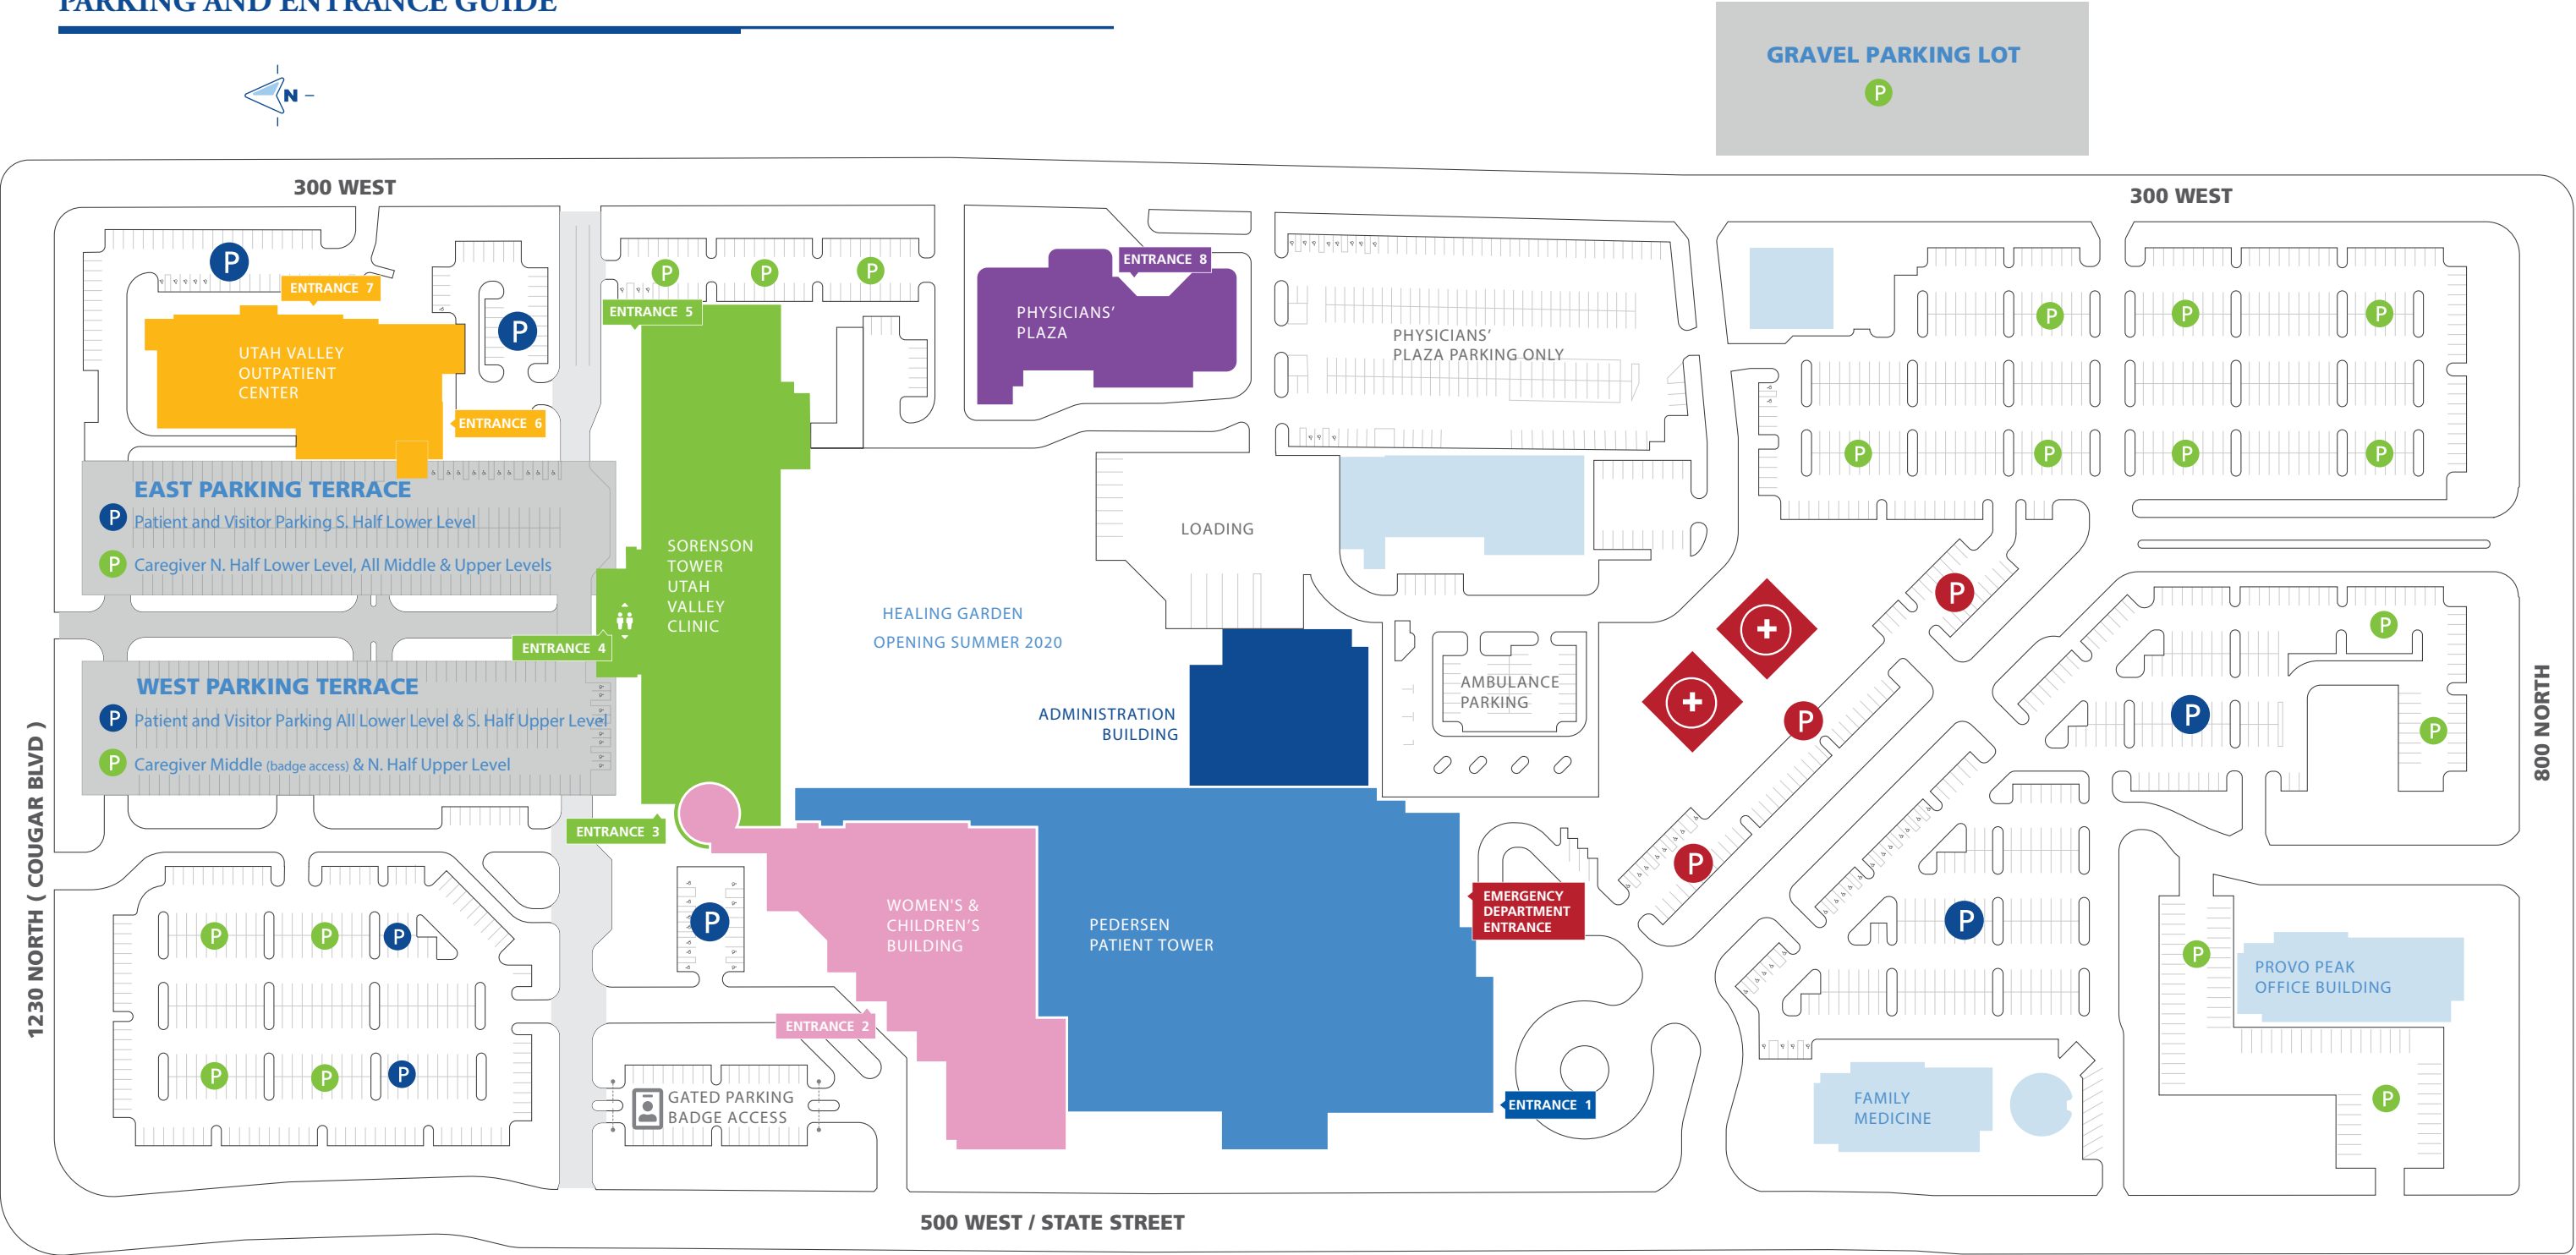 PARKING AND ENTRANCE GUIDE
GRAVEL PARKING LOT
P
N
300 WEST
300 WEST
P
ENTRANCE 7
P
ENTRANCE 5
P
P
P
ENTRANCE 8
PHYSICIANS'
PLAZA
PHYSICIANS'
PLAZA PARKING ONLY
P
P
P
P
P
P
P
UTAH VALLEY
OUTPATIENT
CENTER
ENTRANCE 6
EAST PARKING TERRACE
P Patient and Visitor Parking S. Half Lower Level
P Caregiver N. Half Lower Level, All Middle & Upper Levels
SORENSON
TOWER
UTAH
VALLEY
CLINIC
LOADING
HEALING GARDEN
OPENING SUMMER 2020
ENTRANCE 4
WEST PARKING TERRACE
P Patient and Visitor Parking All Lower Level & S. Half Upper Level
P Caregiver Middle (badge access) & N. Half Upper Level
ADMINISTRATION
BUILDING
AMBULANCE
PARKING
P
P
P
P
P
P
1230 NORTH ( COUGAR BLVD )
800 NORTH
ENTRANCE 3
P
P
P
P
WOMEN'S &
CHILDREN'S
BUILDING
PEDERSEN
PATIENT TOWER
EMERGENCY
DEPARTMENT
ENTRANCE
P
P
PROVO PEAK
OFFICE BUILDING
ENTRANCE 2
P
P
P
GATED PARKING
BADGE ACCESS
ENTRANCE 1
FAMILY
MEDICINE
P
500 WEST / STATE STREET